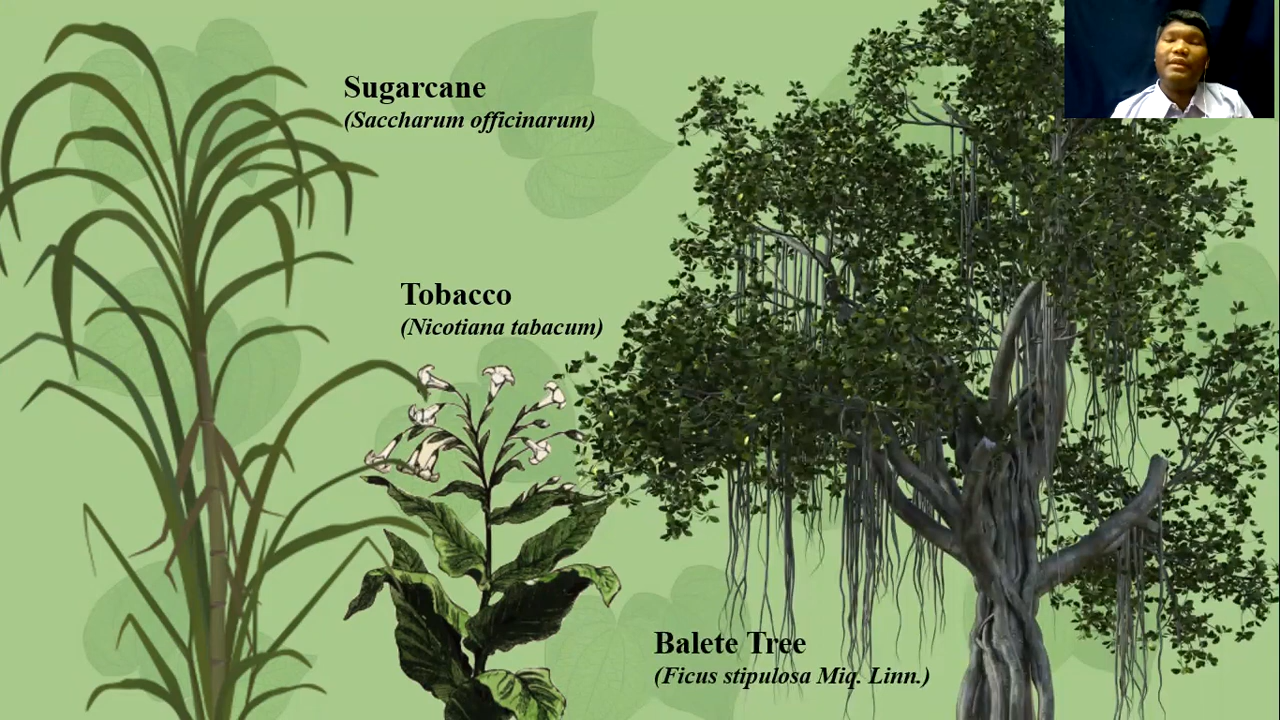 Sugarcane
(Saccharum officinarum)
Tobacco
(Nicotiana tabacum)
Balete Tree
(Ficus stipulosa Miq. Linn.)